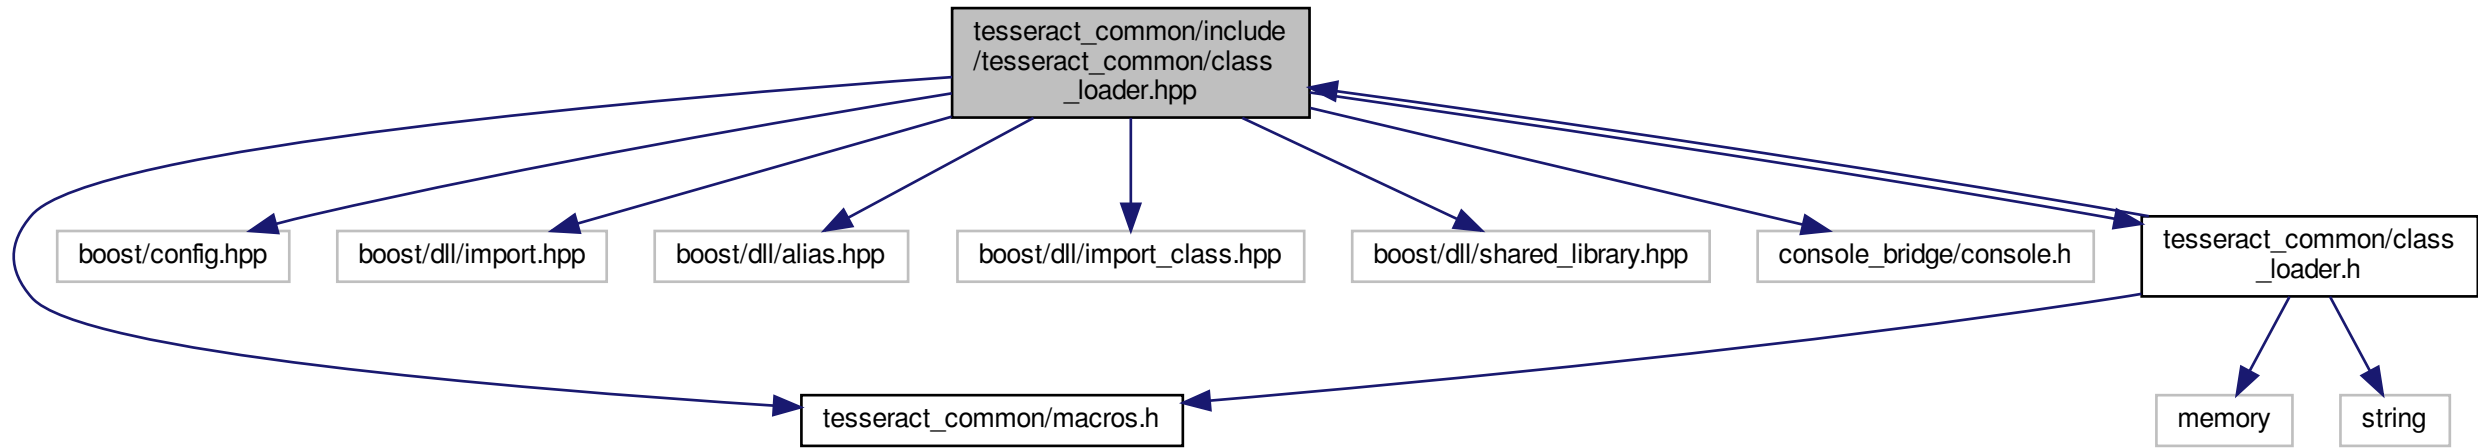 tesseract_common/include
/tesseract_common/class
_loader.hpp
boost/config.hpp
boost/dll/import.hpp
boost/dll/alias.hpp
boost/dll/import_class.hpp
boost/dll/shared_library.hpp
console_bridge/console.h
tesseract_common/class
_loader.h
tesseract_common/macros.h
memory
string